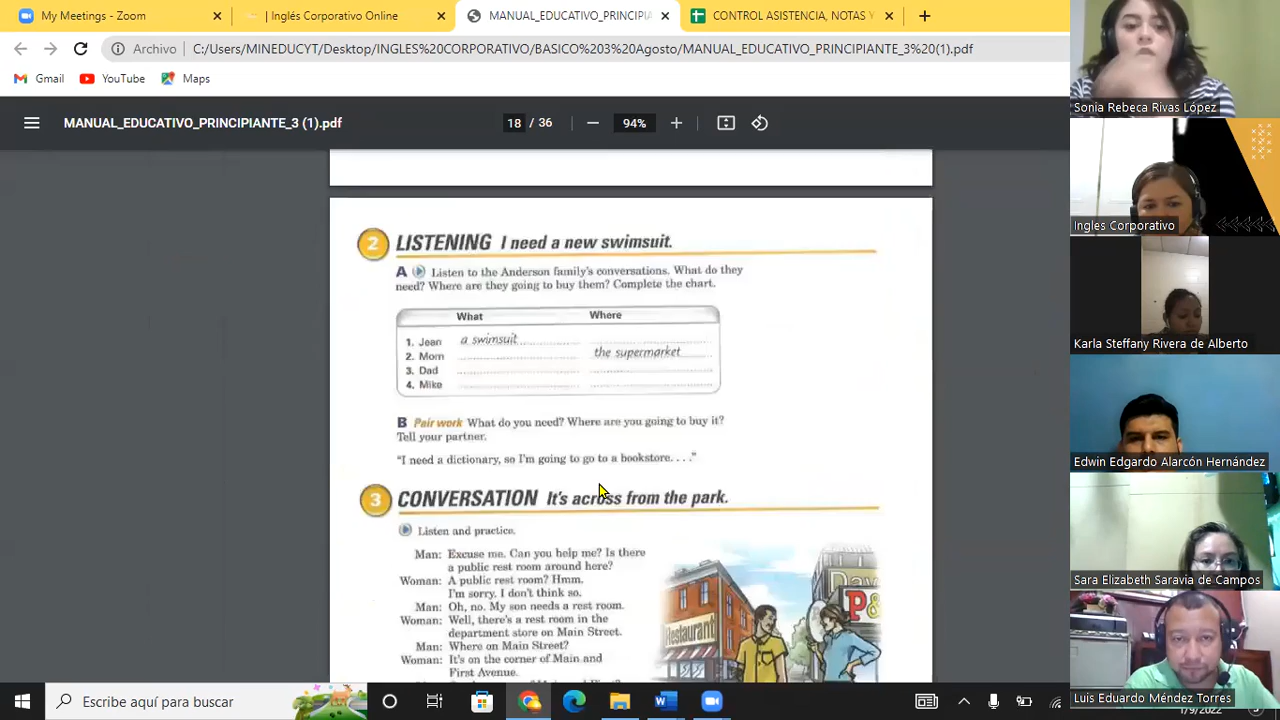 My Meetings - Zoom
| Inglés Corporativo Online
MANUAL_EDUCATIVO_PRINCIPIA
CONTROL ASISTENCIA, NOTAS Y
Archivo
C:/Users/MINEDUCYT/Desktop/INGLES%20CORPORATIVO/BASICO%203%20Agosto/MANUAL_EDUCATIVO_PRINCIPIANTE_3%20(1).pdf
Gmail
YouTube
Maps
MANUAL_EDUCATIVO_PRINCIPIANTE_3 (1).pdf
18 / 36
94%
2 LISTENING I need a new swimsuit.
A Listen to the Anderson family's conversations. What do they
need? Where are they going to buy them? Complete the chart.
What Where
1. Jean a swimsuit
2. Mom the supermarket
3. Dad
4. Mike
B Pair work What do you need? Where are you going to buy it?
Tell your partner.
"I need a dictionary, so I'm going to go to a bookstore. . . ."
3 CONVERSATION It's across from the park.
Listen and practice.
Man: Excuse me. Can you help me? Is there
a public rest room around here?
Woman: A public rest room? Hmm.
I'm sorry. I don't think so.
Man: Oh, no. My son needs a rest room.
Woman: Well, there's a rest room in the
department store on Main Street.
Man: Where on Main Street?
Woman: It's on the corner of Main and
First Avenue.
Restaurant
P&
Sonia Rebeca Rivas López
Ingles Corporativo
Karla Steffany Rivera de Alberto
Edwin Edgardo Alarcón Hernández
Sara Elizabeth Saravia de Campos
Luis Eduardo Méndez Torres
Escribe aquí para buscar
1/9/2022